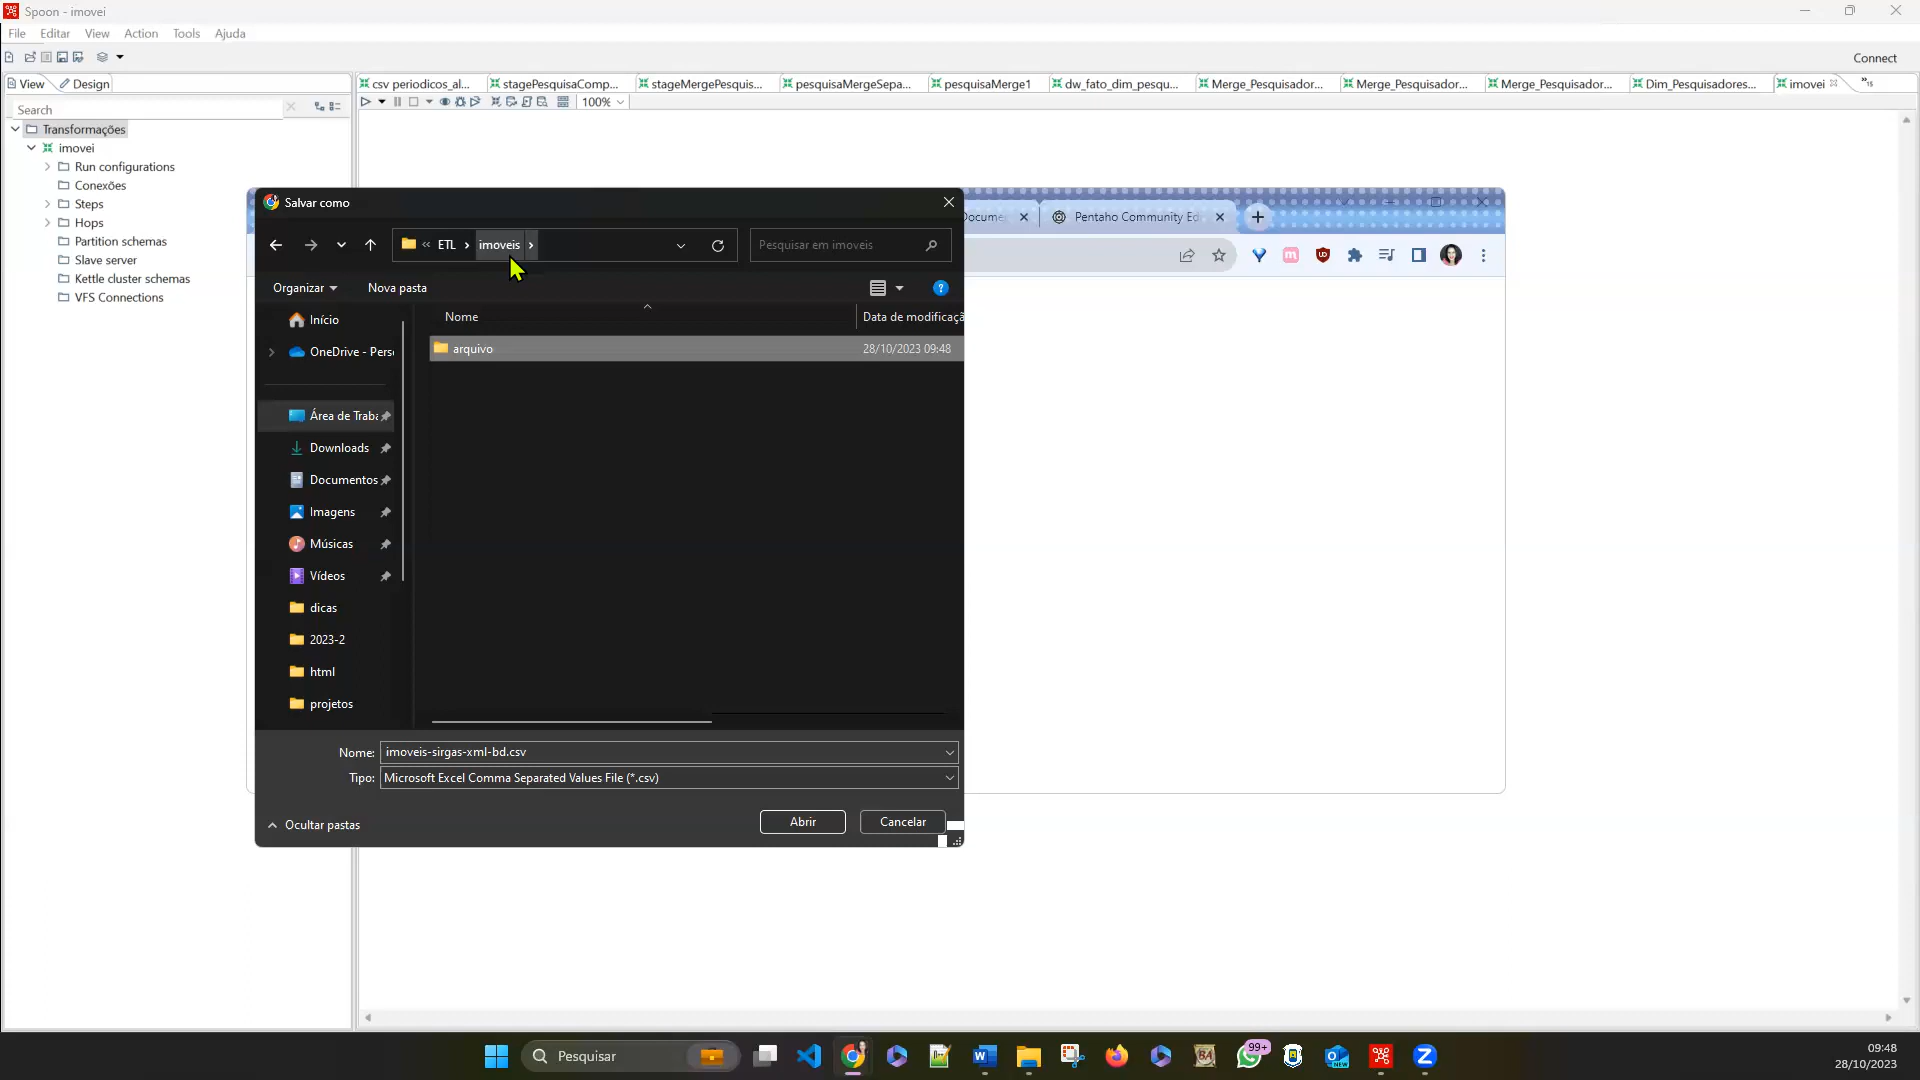 Spoon - imovei
File Editar View Action Tools Ajuda
Connect
View Design
csv periodicos_al... stagePesquisaComp... stageMergePesquis... pesquisaMergeSepa... pesquisaMerge1 dw_fato_dim_pesqu... Merge_Pesquisador... Merge_Pesquisador... Merge_Pesquisador... Dim_Pesquisadores... imovei »15
Search
100%
Transformações
imovei
Run configurations
Conexões
Steps
Hops
Partition schemas
Slave server
Kettle cluster schemas
VFS Connections
Salvar como
Docume Pentaho Community Ed
« ETL > imoveis >
Pesquisar em imoveis
Organizar Nova pasta
Nome Data de modificaçã
arquivo 28/10/2023 09:48
Início
OneDrive - Pers
Área de Traba
Downloads
Documentos
Imagens
Músicas
Vídeos
dicas
2023-2
html
projetos
Nome: imoveis-sirgas-xml-bd.csv
Tipo: Microsoft Excel Comma Separated Values File (*.csv)
Ocultar pastas Abrir Cancelar
Pesquisar
99+
09:48
28/10/2023